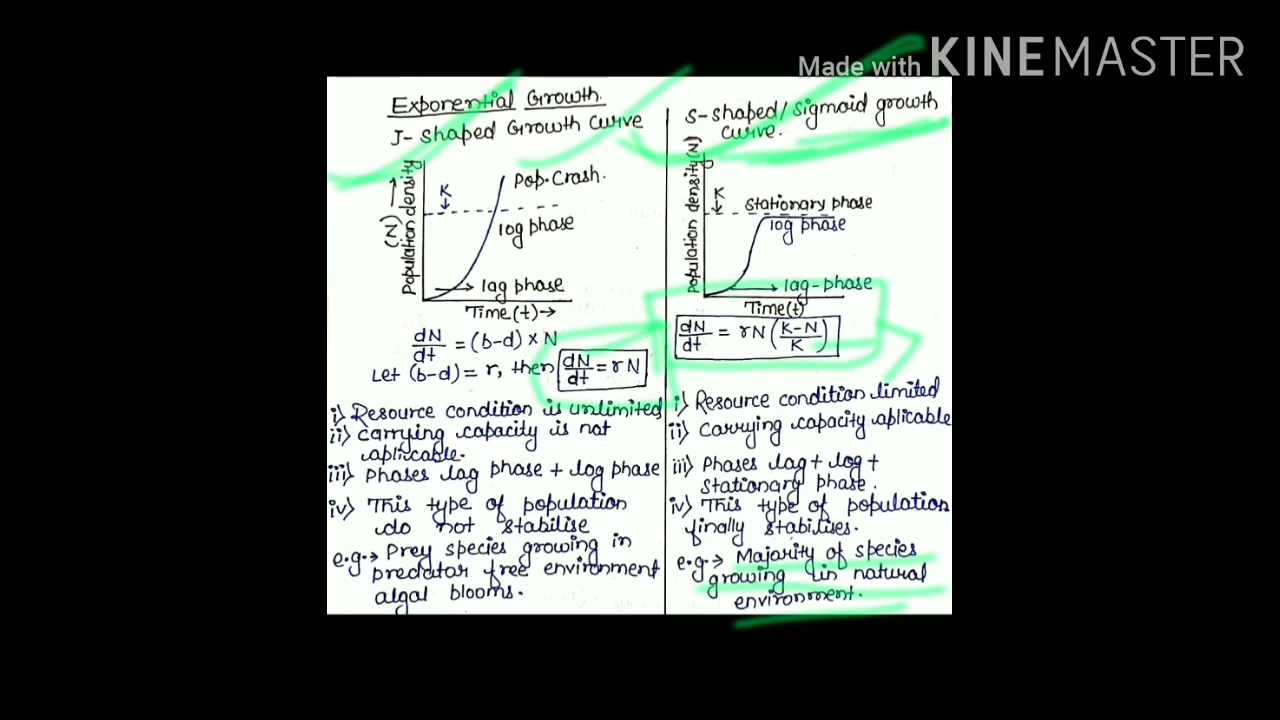 Made with KINEMASTER
Exponential Growth.
J- shaped Growth curve
Population density
(N) →
K
Pop. Crash.
log phase
lag phase
Time(t)→
dN/dt = (b-d) × N
Let (b-d) = r, then dN/dt = rN
i) Resource condition is unlimited
ii) carrying capacity is not
aplicable.
iii) Phases lag phase + log phase
iv) This type of population
do not stabilise
e.g.→ Prey species growing in
predator free environment
algal blooms.
S-shaped/ sigmoid growth
curve.
Population density(N)
K
stationary phase
log phase
lag-phase
Time(t)
dN/dt = rN (K-N/K)
i) Resource condition limited
ii) Carrying capacity aplicable
iii) Phases lag + log +
stationary phase.
iv) This type of population
finally stabilises.
e.g.→ Majority of species
growing in natural
environment.